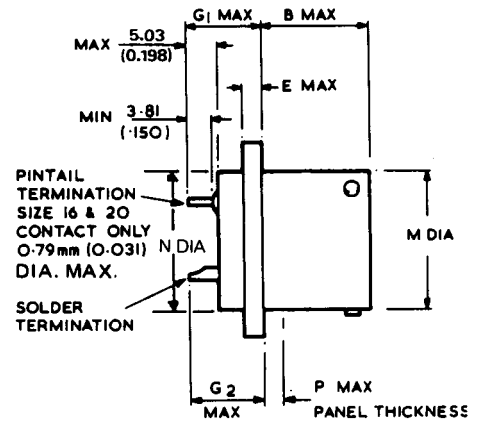 G1 MAX
B MAX
MAX 5.03
(0.198)
E MAX
MIN 3.81
(.150)
PINTAIL
TERMINATION
SIZE 16 & 20
CONTACT ONLY
0.79mm (0.031)
DIA. MAX.
N DIA
M DIA
SOLDER
TERMINATION
G2
MAX
P MAX
PANEL THICKNESS